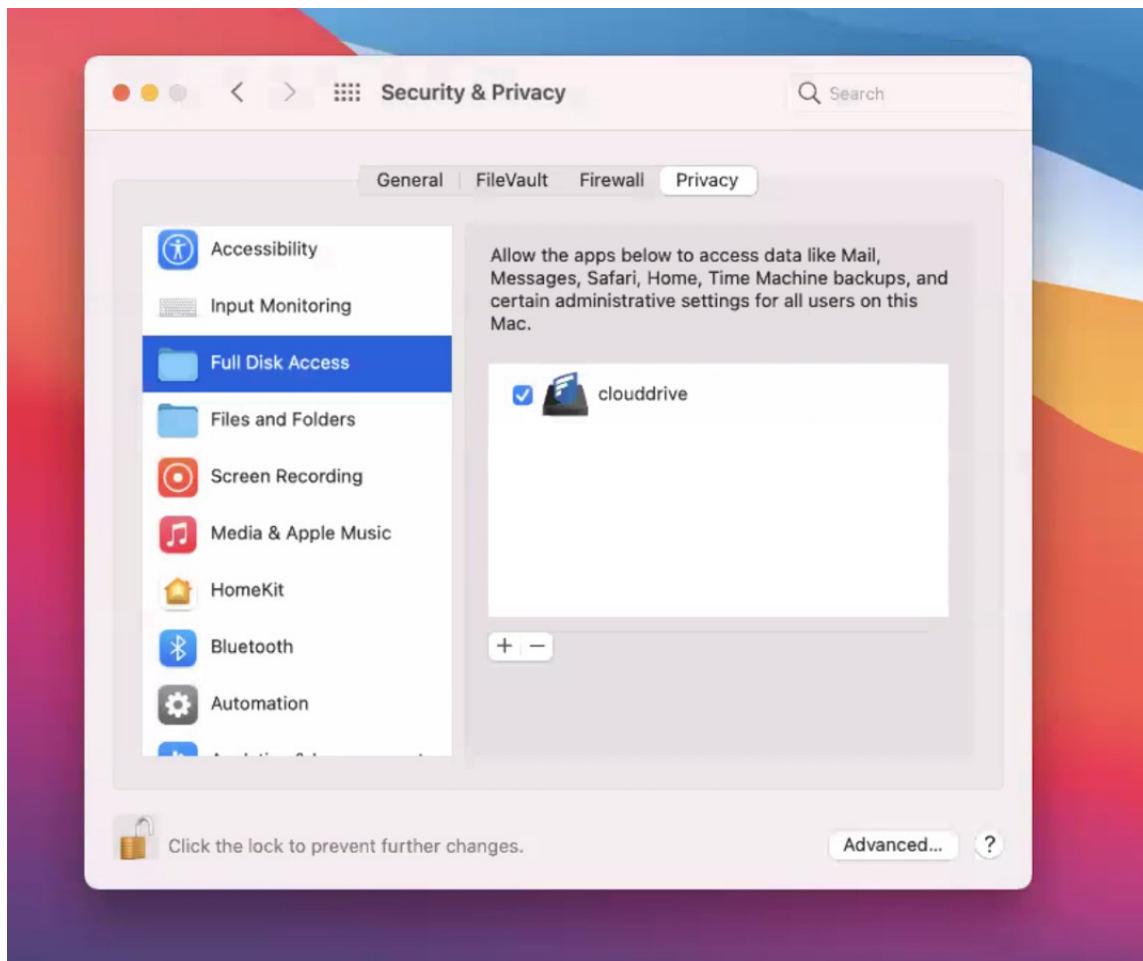 Security & Privacy
Search
General
FileVault
Firewall
Privacy
Accessibility
Input Monitoring
Full Disk Access
Files and Folders
Screen Recording
Media & Apple Music
HomeKit
Bluetooth
Automation
Allow the apps below to access data like Mail,
Messages, Safari, Home, Time Machine backups, and
certain administrative settings for all users on this
Mac.
clouddrive
Click the lock to prevent further changes.
Advanced...
?